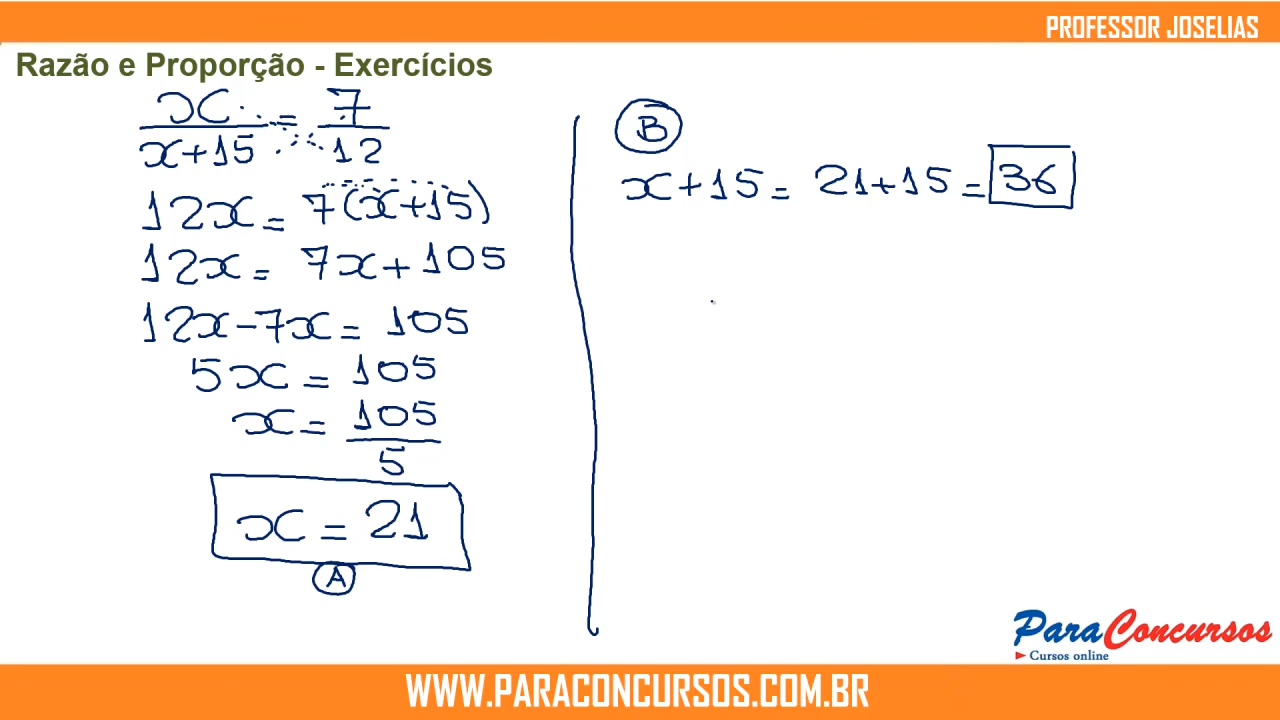 PROFESSOR JOSELIAS
Razão e Proporção - Exercícios
x = 7
x+15 12
12x = 7(x+15)
12x = 7x+105
12x-7x = 105
5x = 105
x = 105
5
x = 21
A
B
x+15 = 21+15 = 36
ParaConcursos
Cursos online
WWW.PARACONCURSOS.COM.BR